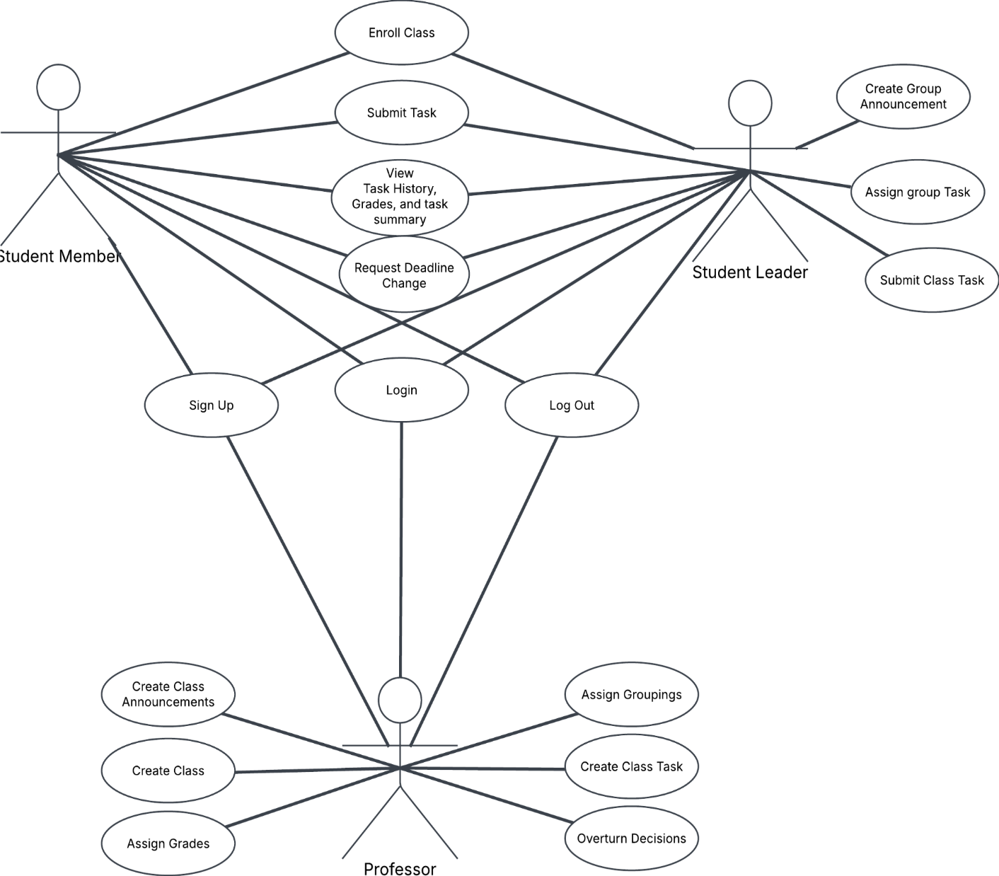 Enroll Class
Create Group
Announcement
Submit Task
View
Task History,
Grades, and task
summary
Assign group Task
Student Member
Request Deadline
Change
Student Leader
Submit Class Task
Sign Up
Login
Log Out
Create Class
Announcements
Assign Groupings
Create Class
Create Class Task
Assign Grades
Overturn Decisions
Professor